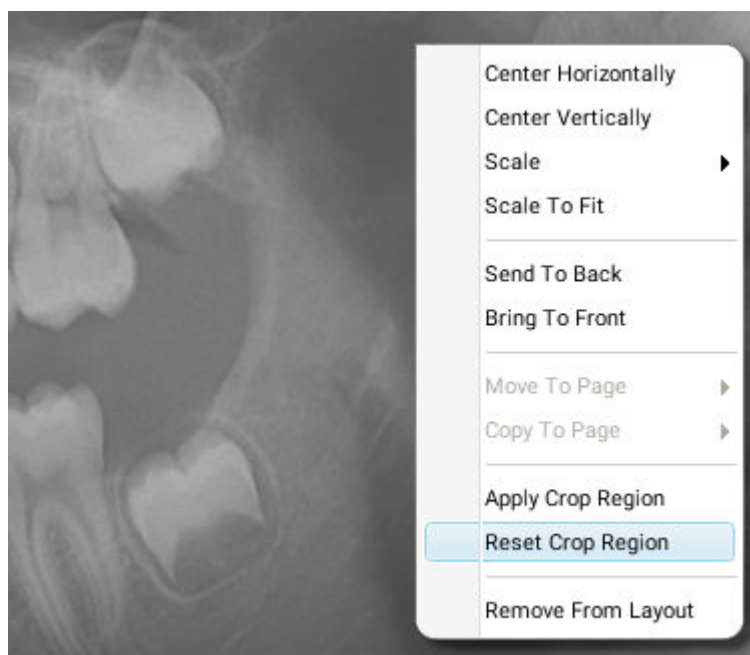 Center Horizontally
Center Vertically
Scale
Scale To Fit
Send To Back
Bring To Front
Move To Page
Copy To Page
Apply Crop Region
Reset Crop Region
Remove From Layout